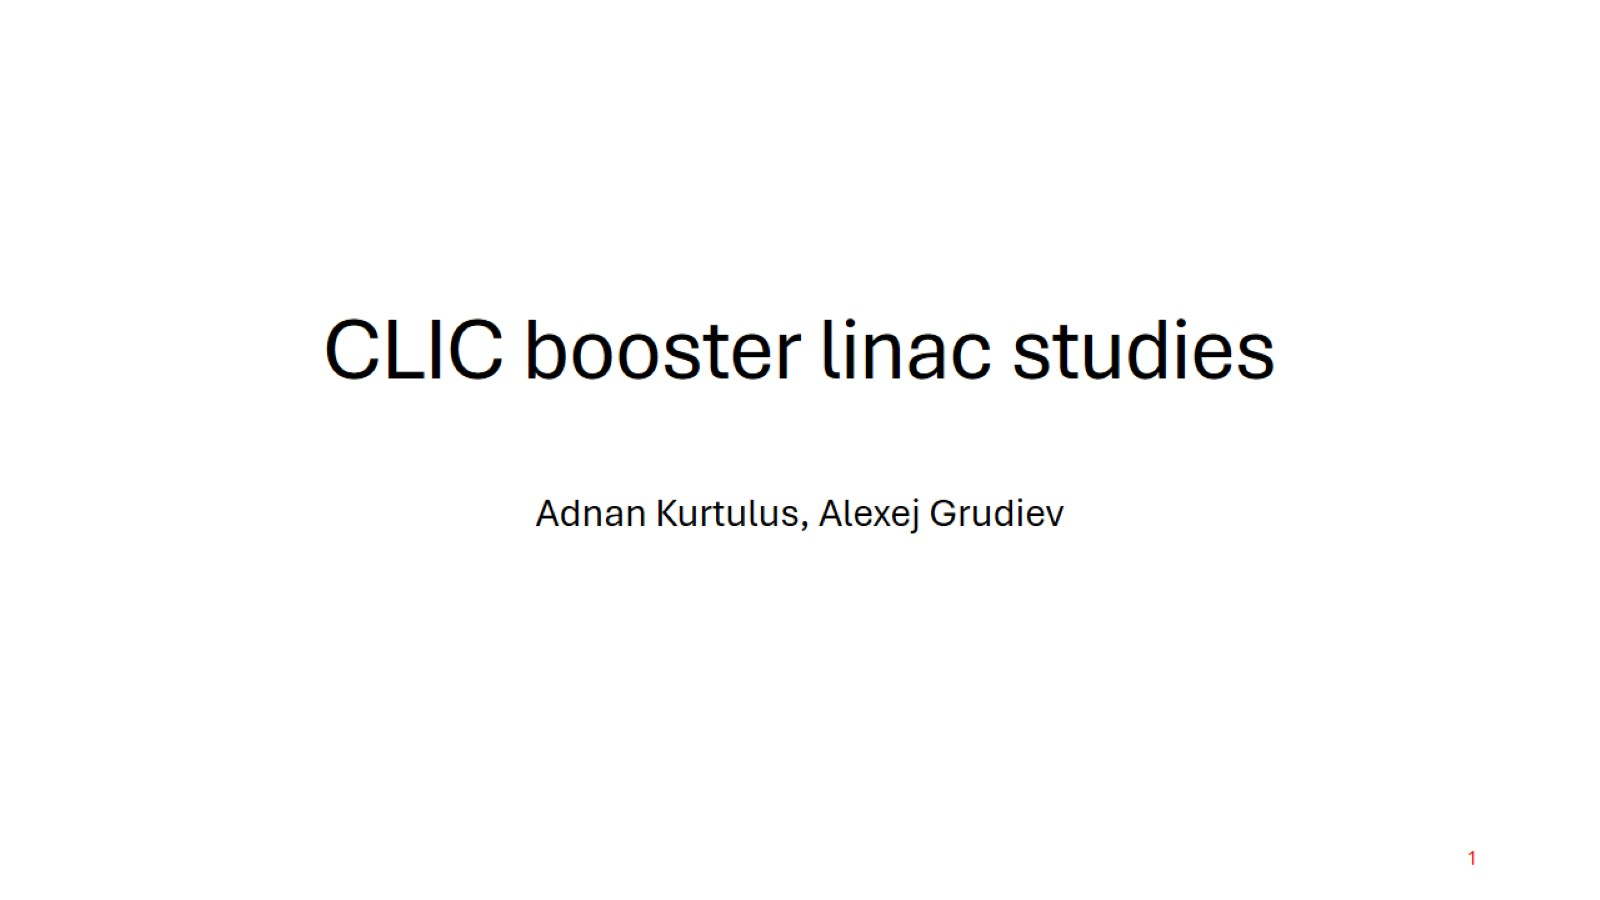 CLIC booster linac studies
Adnan Kurtulus, Alexej Grudiev
1